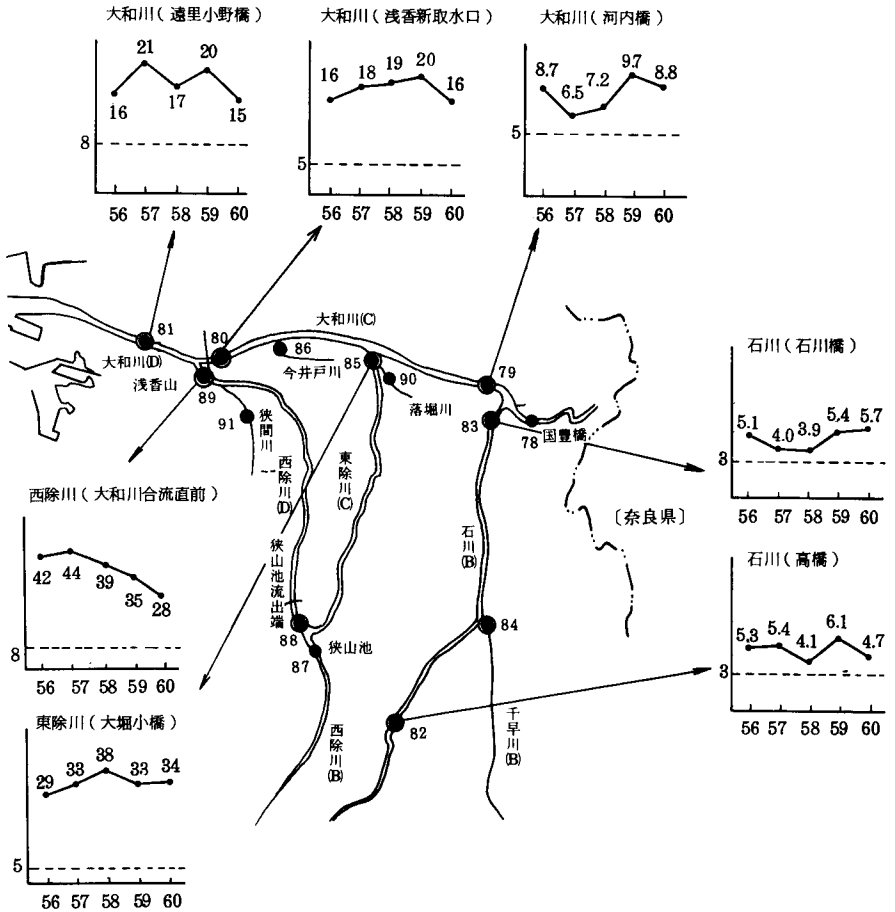 大和川(遠里小野橋)
21
20
16
17
15
8
56 57 58 59 60
大和川(浅香新取水口)
16
18
19
20
16
5
56 57 58 59 60
大和川(河内橋)
8.7
6.5
7.2
9.7
8.8
5
56 57 58 59 60
81
大和川(D)
浅香山
80
89
大和川(C)
86
今井戸川
85
90
落堀川
79
83
78
国豊橋
91
狭間川
西除川(D)
東除川(C)
石川(B)
〔奈良県〕
狭山池流出端
88
87
狭山池
84
82
西除川(B)
千早川(B)
石川(石川橋)
5.1
4.0
3.9
5.4
5.7
3
56 57 58 59 60
石川(高橋)
5.3
5.4
4.1
6.1
4.7
3
56 57 58 59 60
西除川(大和川合流直前)
42
44
39
35
28
8
56 57 58 59 60
東除川(大堀小橋)
29
33
38
33
34
5
56 57 58 59 60